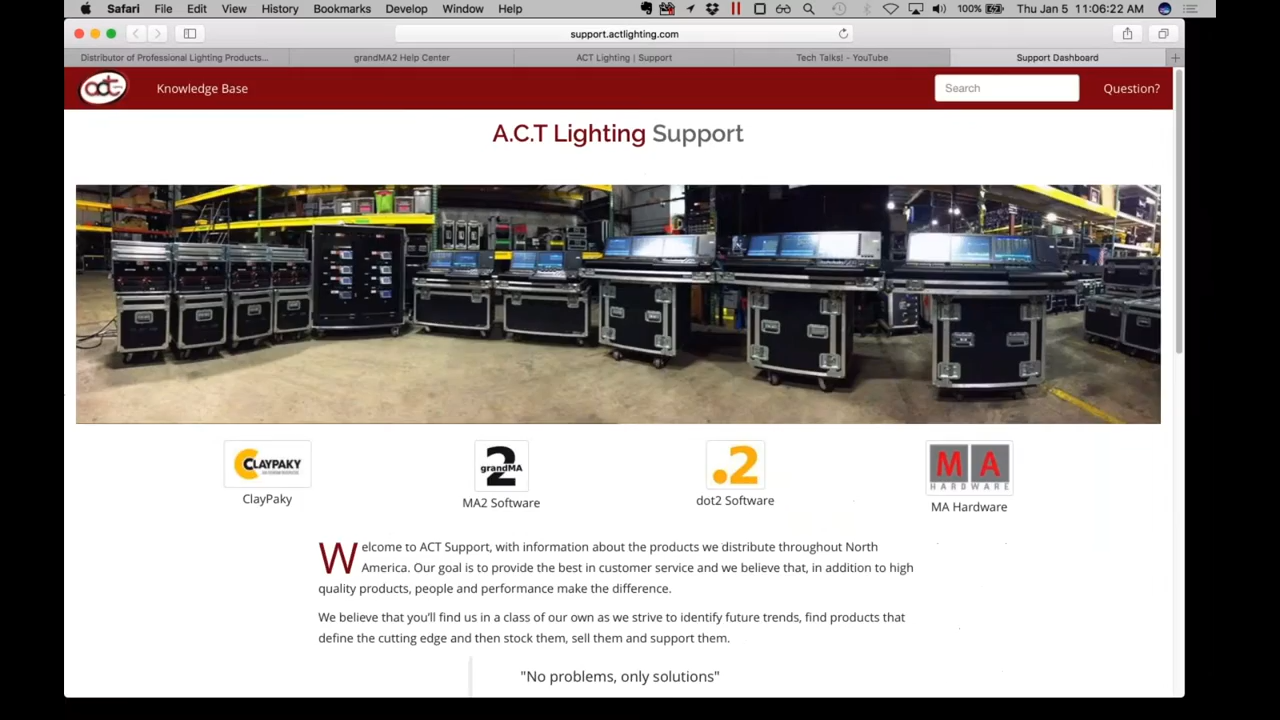 Safari File Edit View History Bookmarks Develop Window Help 100% Thu Jan 5 11:06:22 AM
support.actlighting.com
Distributor of Professional Lighting Products... grandMA2 Help Center ACT Lighting | Support Tech Talks! - YouTube Support Dashboard
act Knowledge Base Search Question?
A.C.T Lighting Support
CLAYPAKY 2 grandMA .2 MA HARDWARE
ClayPaky MA2 Software dot2 Software MA Hardware
Welcome to ACT Support, with information about the products we distribute throughout North
America. Our goal is to provide the best in customer service and we believe that, in addition to high
quality products, people and performance make the difference.
We believe that you'll find us in a class of our own as we strive to identify future trends, find products that
define the cutting edge and then stock them, sell them and support them.
"No problems, only solutions"